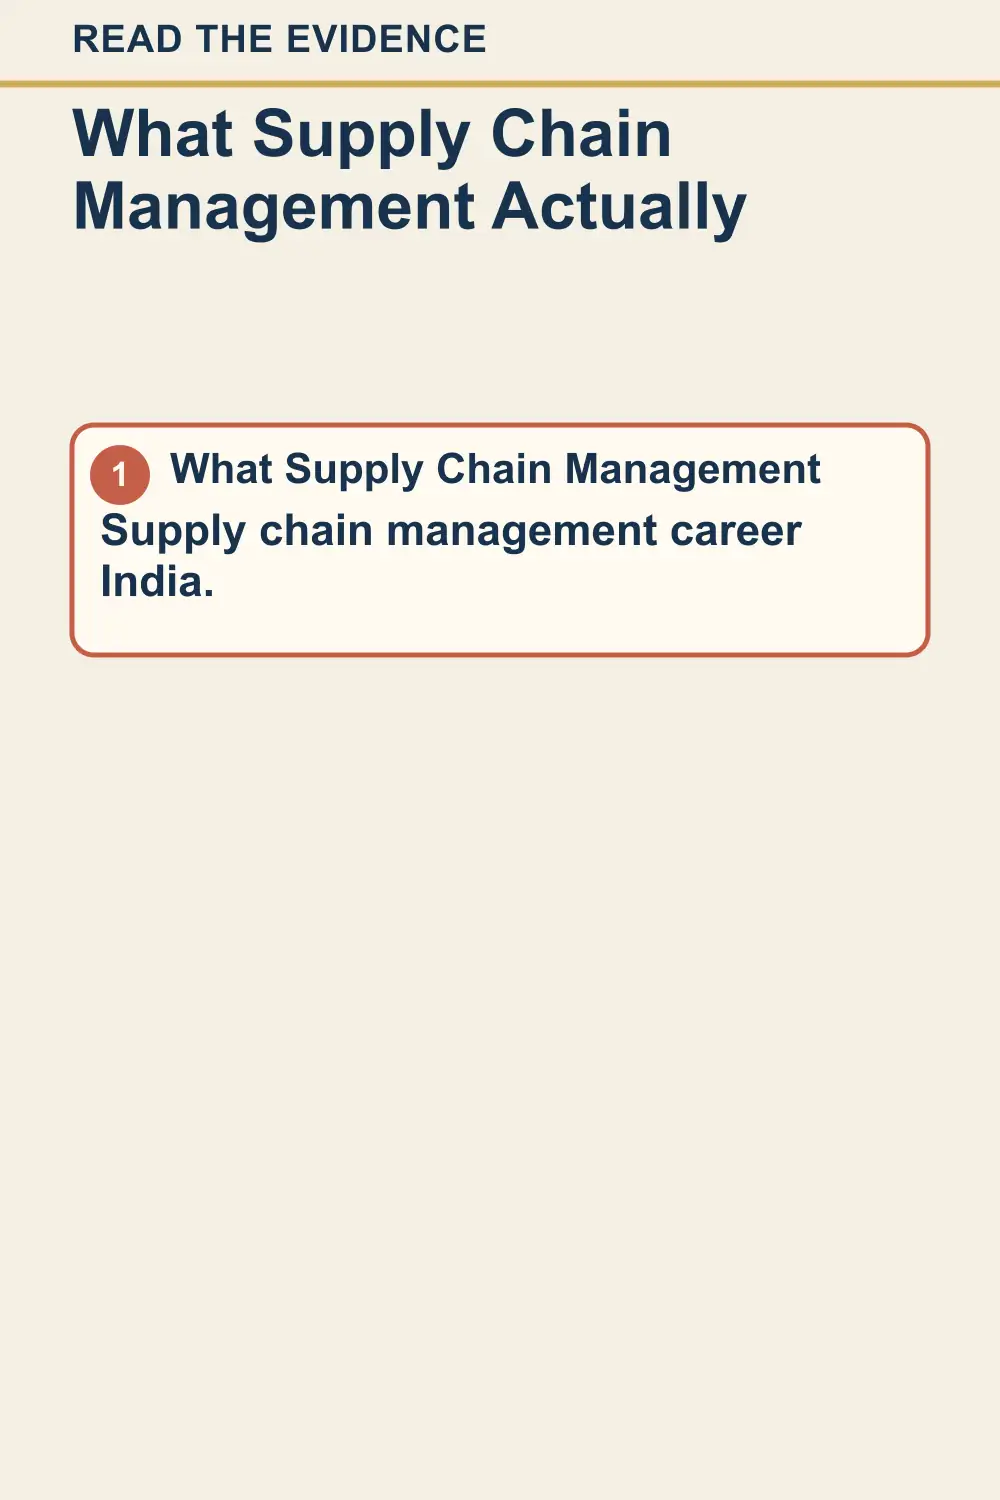 READ THE EVIDENCE
What Supply Chain
Management Actually
1 What Supply Chain Management
Supply chain management career
India.